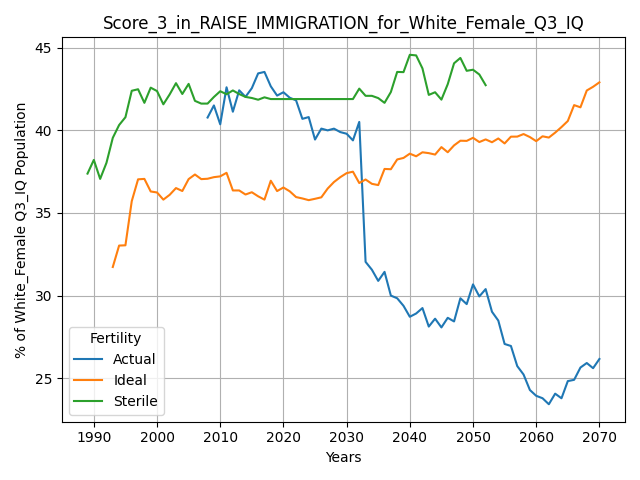 Score_3_in_RAISE_IMMIGRATION_for_White_Female_Q3_IQ
% of White_Female Q3_IQ Population
45
40
35
30
25
Fertility
Actual
Ideal
Sterile
1990 2000 2010 2020 2030 2040 2050 2060 2070
Years